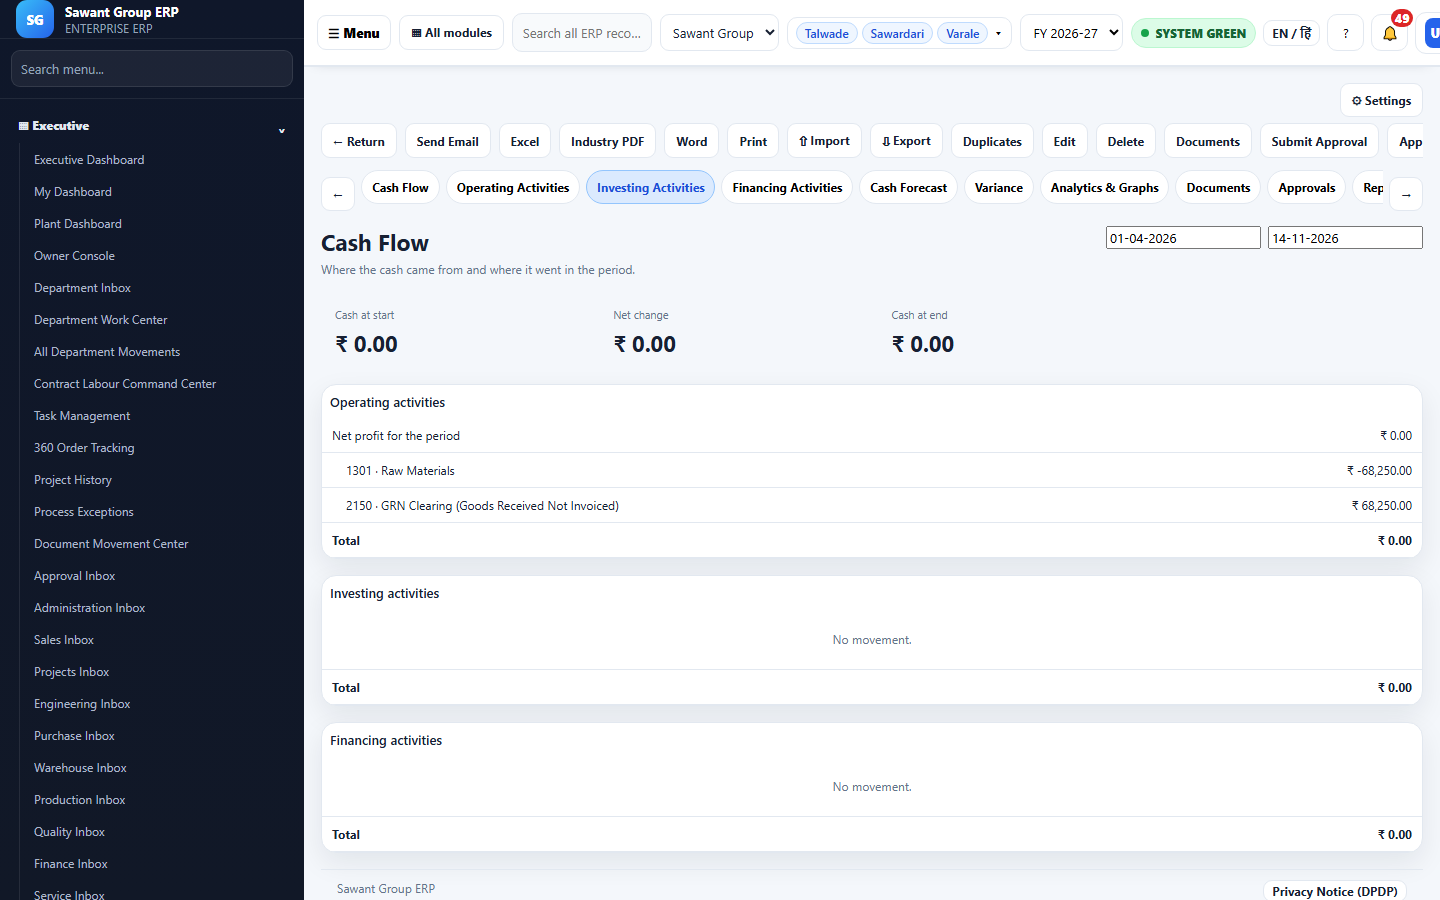 SG
Sawant Group ERP
ENTERPRISE ERP
Search menu...
Executive
Executive Dashboard
My Dashboard
Plant Dashboard
Owner Console
Department Inbox
Department Work Center
All Department Movements
Contract Labour Command Center
Task Management
360 Order Tracking
Project History
Process Exceptions
Document Movement Center
Approval Inbox
Administration Inbox
Sales Inbox
Projects Inbox
Engineering Inbox
Purchase Inbox
Warehouse Inbox
Production Inbox
Quality Inbox
Finance Inbox
Service Inbox
☰ Menu
All modules
Search all ERP reco...
Sawant Group
Talwade
Sawardari
Varale
FY 2026-27
SYSTEM GREEN
EN / हिं
?
49
U
⚙ Settings
← Return
Send Email
Excel
Industry PDF
Word
Print
⇧ Import
⇩ Export
Duplicates
Edit
Delete
Documents
Submit Approval
App
←
Cash Flow
Operating Activities
Investing Activities
Financing Activities
Cash Forecast
Variance
Analytics & Graphs
Documents
Approvals
Rep
→
Cash Flow
Where the cash came from and where it went in the period.
01-04-2026
14-11-2026
Cash at start
₹ 0.00
Net change
₹ 0.00
Cash at end
₹ 0.00
Operating activities
Net profit for the period ₹ 0.00
1301 · Raw Materials ₹ -68,250.00
2150 · GRN Clearing (Goods Received Not Invoiced) ₹ 68,250.00
Total ₹ 0.00
Investing activities
No movement.
Total ₹ 0.00
Financing activities
No movement.
Total ₹ 0.00
Sawant Group ERP
Privacy Notice (DPDP)